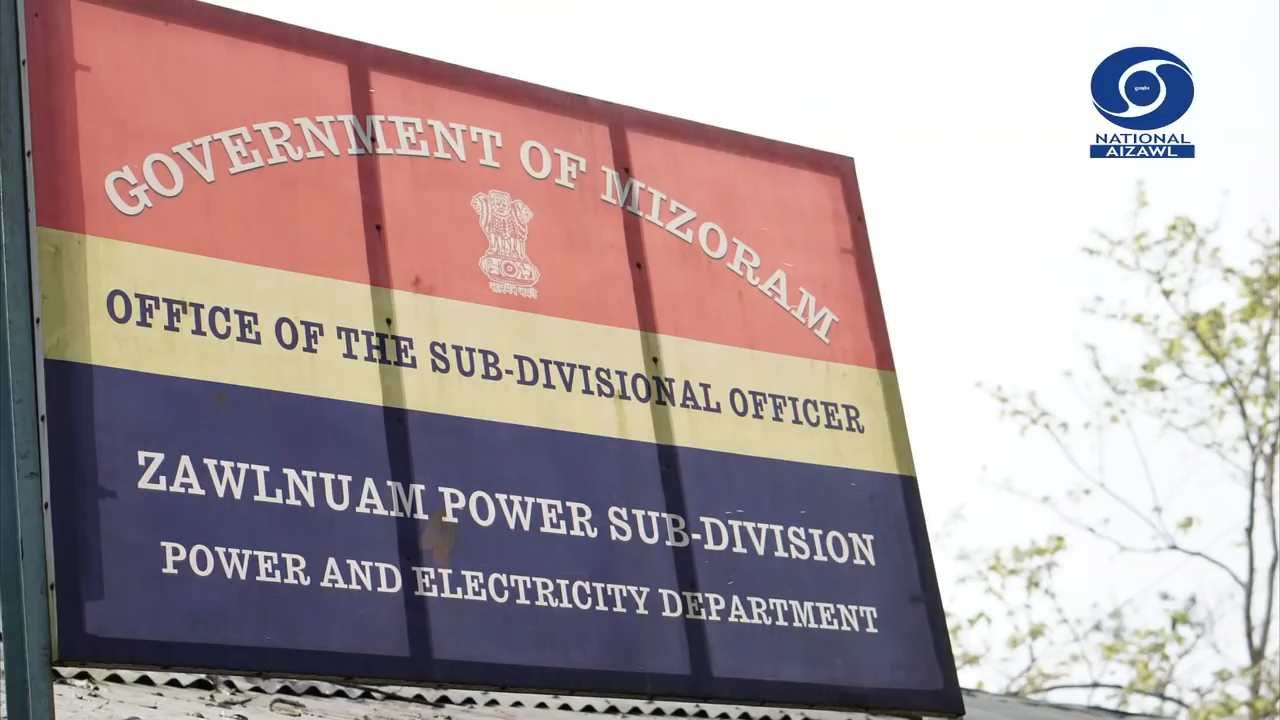 GOVERNMENT OF MIZORAM
OFFICE OF THE SUB-DIVISIONAL OFFICER
ZAWLNUAM POWER SUB-DIVISION
POWER AND ELECTRICITY DEPARTMENT
NATIONAL
AIZAWL